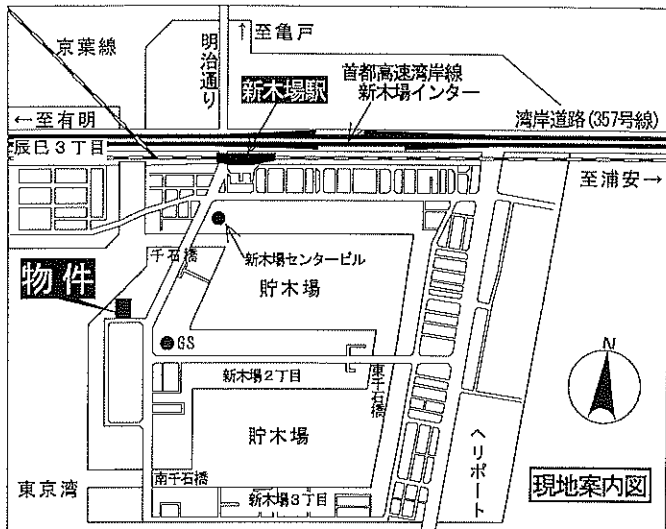 京葉線
明治通り
↑至亀戸
首都高速湾岸線
新木場インター
新木場駅
湾岸道路(357号線)
←至有明
辰巳3丁目
至浦安→
千石橋
新木場センタービル
貯木場
物件
GS
新木場2丁目
東千石橋
N
貯木場
ヘリポート
南千石橋
東京湾
新木場3丁目
現地案内図